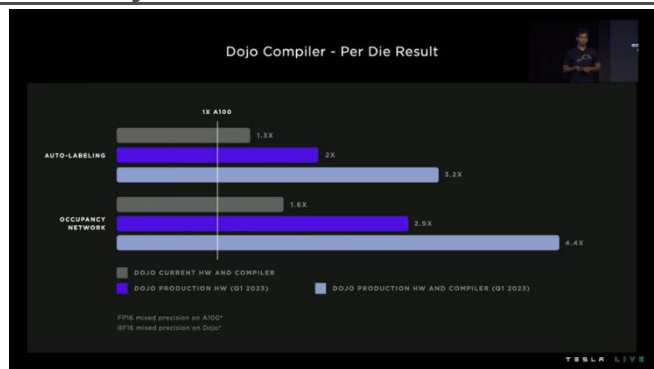 Dojo Compiler - Per Die Result
1X A100
1.3X
AUTO-LABELING
2X
3.2X
1.6X
OCCUPANCY
NETWORK
2.9X
4.4X
DOJO CURRENT HW AND COMPILER
DOJO PRODUCTION HW (Q1 2023)
DOJO PRODUCTION HW AND COMPILER (Q1 2023)
FP16 mixed precision on A100*
BF16 mixed precision on Dojo*
TESLA LIVE